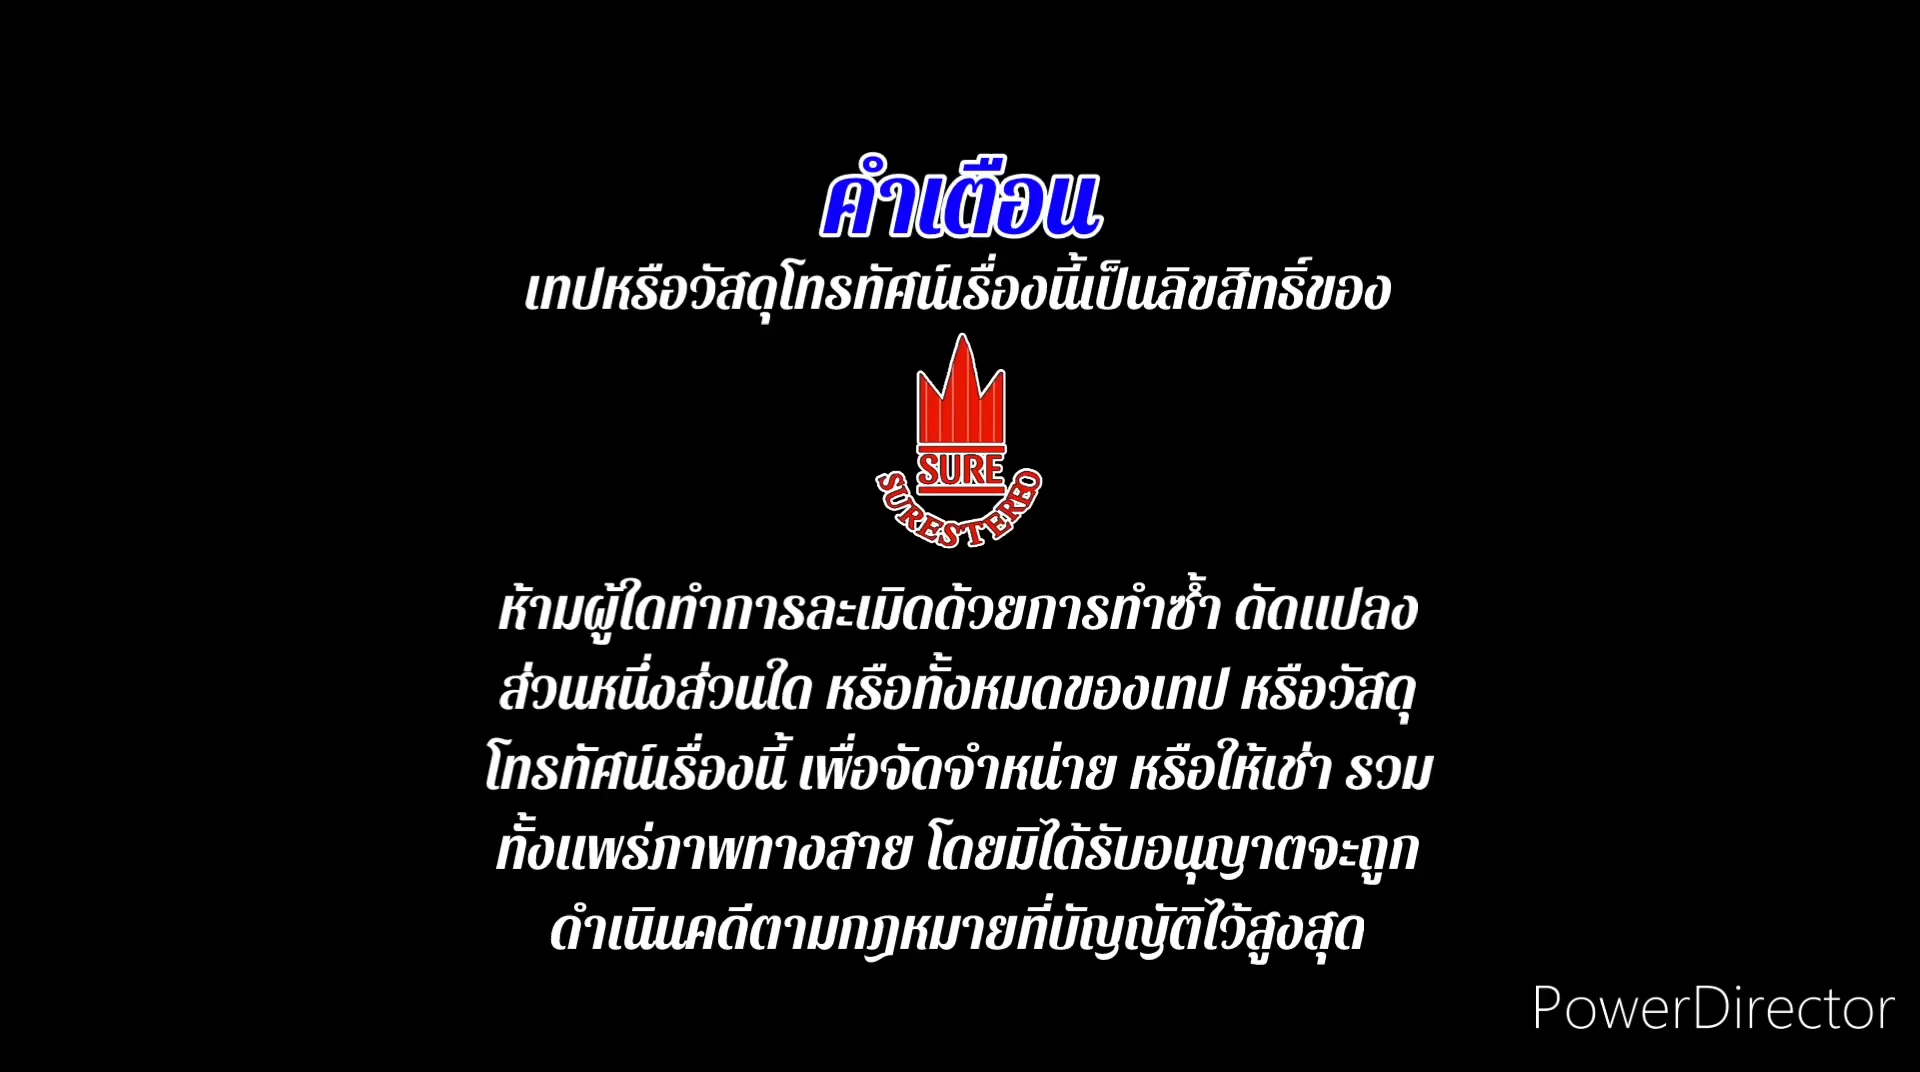 คำเตือน
เทปหรือวัสดุโทรทัศน์เรื่องนี้เป็นลิขสิทธิ์ของ
SURE
SURESTEREO
ห้ามผู้ใดทำการละเมิดด้วยการทำซ้ำ ดัดแปลง
ส่วนหนึ่งส่วนใด หรือทั้งหมดของเทป หรือวัสดุ
โทรทัศน์เรื่องนี้ เพื่อจัดจำหน่าย หรือให้เช่า รวม
ทั้งแพร่ภาพทางสาย โดยมิได้รับอนุญาตจะถูก
ดำเนินคดีตามกฎหมายที่บัญญัติไว้สูงสุด
PowerDirector